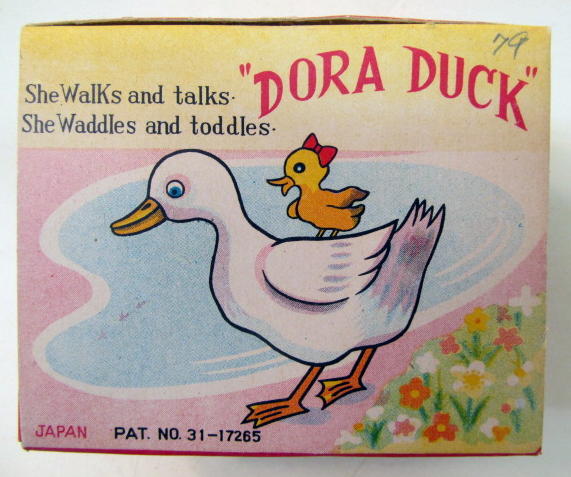 79
"DORA DUCK"
She Walks and talks.
She Waddles and toddles.
JAPAN PAT. NO. 31-17265